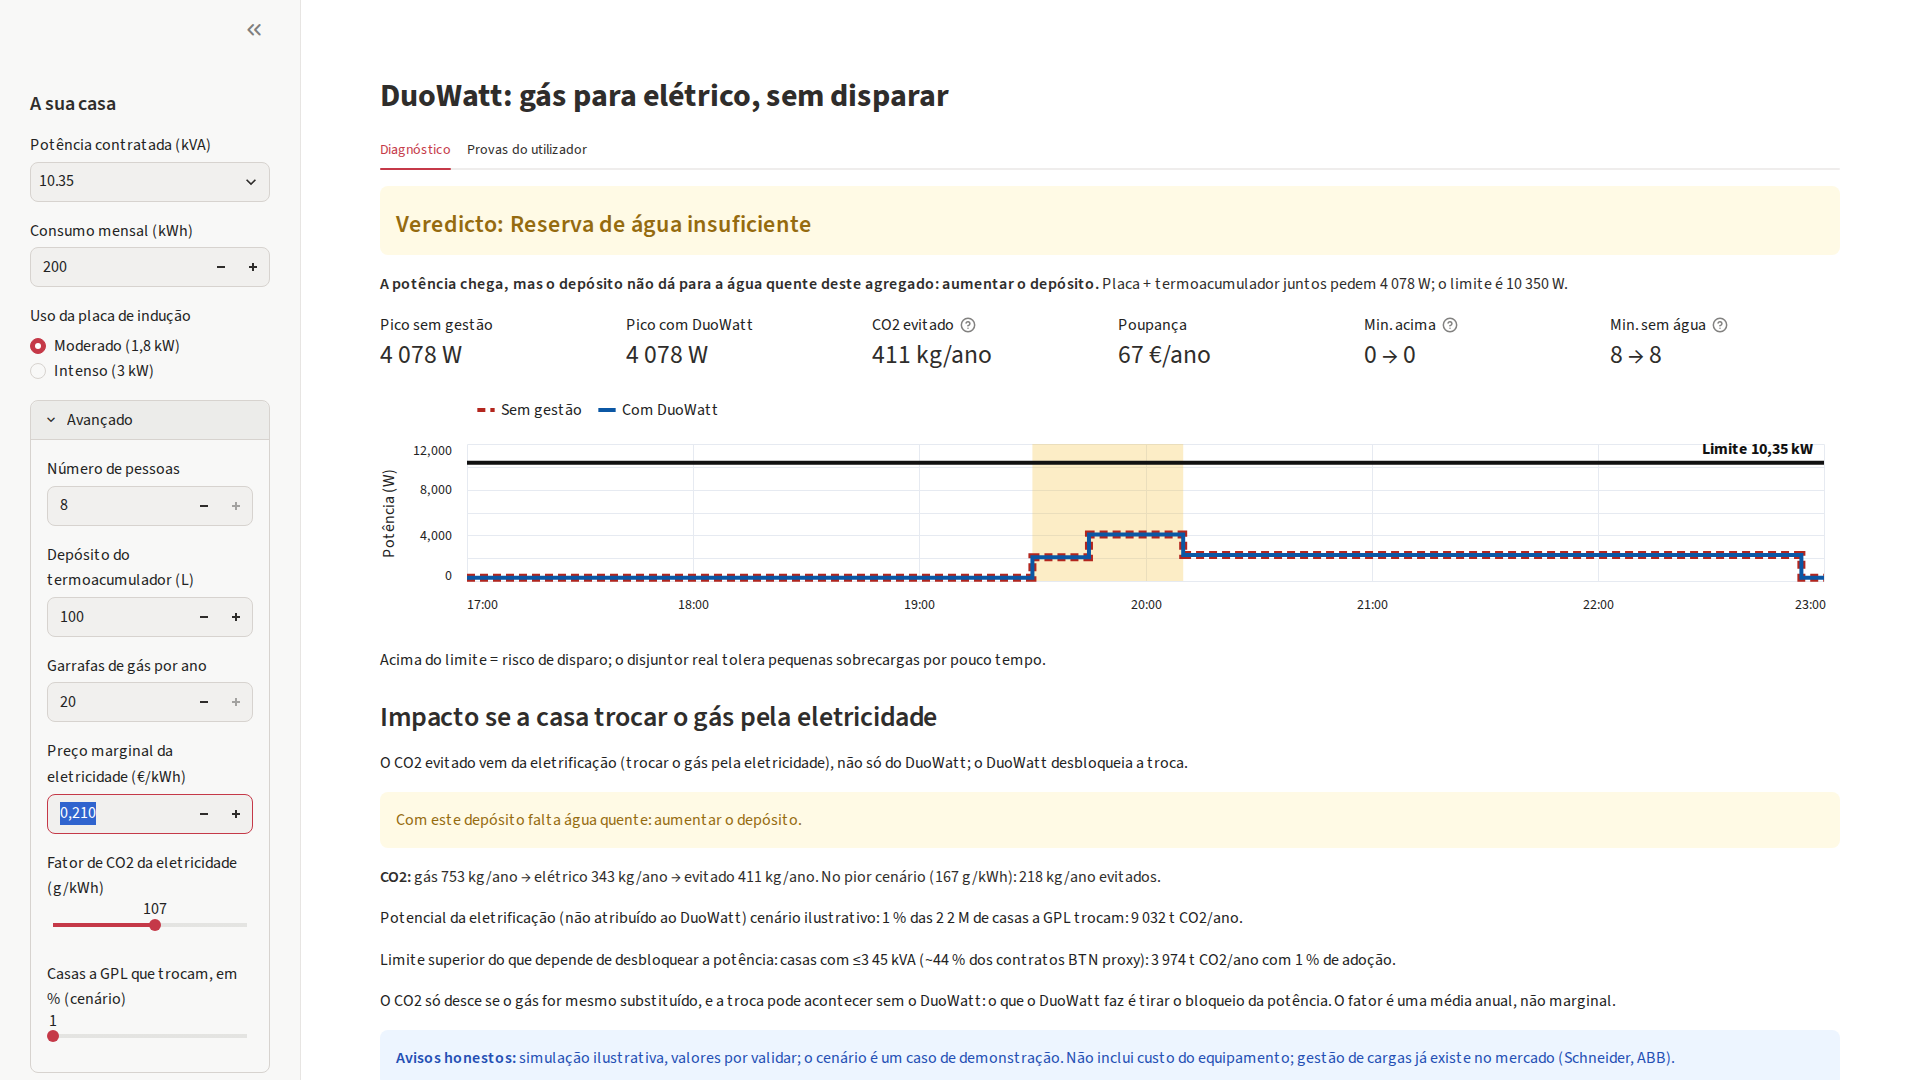 A sua casa
Potência contratada (kVA)
10.35
Consumo mensal (kWh)
200
Uso da placa de indução
Moderado (1,8 kW)
Intenso (3 kW)
Avançado
Número de pessoas
8
Depósito do
termoacumulador (L)
100
Garrafas de gás por ano
20
Preço marginal da
eletricidade (€/kWh)
0,210
Fator de CO2 da eletricidade
(g/kWh)
107
Casas a GPL que trocam, em
% (cenário)
1
DuoWatt: gás para elétrico, sem disparar
Diagnóstico
Provas do utilizador
Veredicto: Reserva de água insuficiente
A potência chega, mas o depósito não dá para a água quente deste agregado: aumentar o depósito. Placa + termoacumulador juntos pedem 4 078 W; o limite é 10 350 W.
Pico sem gestão
4 078 W
Pico com DuoWatt
4 078 W
CO2 evitado
411 kg/ano
Poupança
67 €/ano
Min. acima
0 → 0
Min. sem água
8 → 8
Sem gestão
Com DuoWatt
Limite 10,35 kW
Potência (W)
12,000
8,000
4,000
0
17:00 18:00 19:00 20:00 21:00 22:00 23:00
Acima do limite = risco de disparo; o disjuntor real tolera pequenas sobrecargas por pouco tempo.
Impacto se a casa trocar o gás pela eletricidade
O CO2 evitado vem da eletrificação (trocar o gás pela eletricidade), não só do DuoWatt; o DuoWatt desbloqueia a troca.
Com este depósito falta água quente: aumentar o depósito.
CO2: gás 753 kg/ano → elétrico 343 kg/ano → evitado 411 kg/ano. No pior cenário (167 g/kWh): 218 kg/ano evitados.
Potencial da eletrificação (não atribuído ao DuoWatt) cenário ilustrativo: 1 % das 2 2 M de casas a GPL trocam: 9 032 t CO2/ano.
Limite superior do que depende de desbloquear a potência: casas com ≤3 45 kVA (~44 % dos contratos BTN proxy): 3 974 t CO2/ano com 1 % de adoção.
O CO2 só desce se o gás for mesmo substituído, e a troca pode acontecer sem o DuoWatt: o que o DuoWatt faz é tirar o bloqueio da potência. O fator é uma média anual, não marginal.
Avisos honestos: simulação ilustrativa, valores por validar; o cenário é um caso de demonstração. Não inclui custo do equipamento; gestão de cargas já existe no mercado (Schneider, ABB).